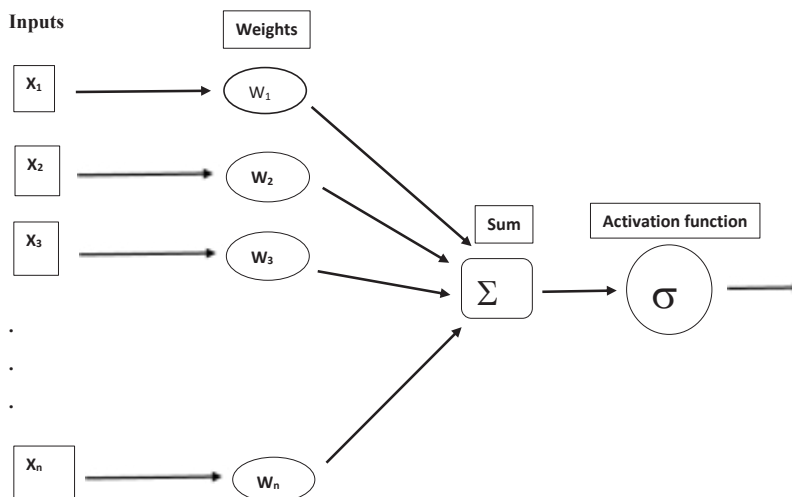 Inputs
Weights
X₁
W₁
X₂
W₂
X₃
W₃
Sum
Activation function
Σ
σ
.
.
.
Xₙ
Wₙ